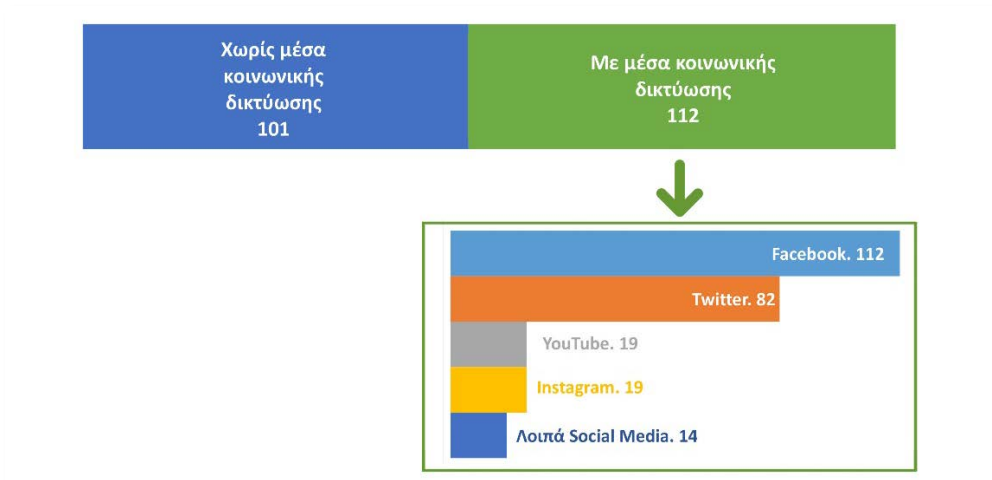 Χωρίς μέσα
κοινωνικής
δικτύωσης
101
Με μέσα κοινωνικής
δικτύωσης
112
Facebook. 112
Twitter. 82
YouTube. 19
Instagram. 19
Λοιπά Social Media. 14